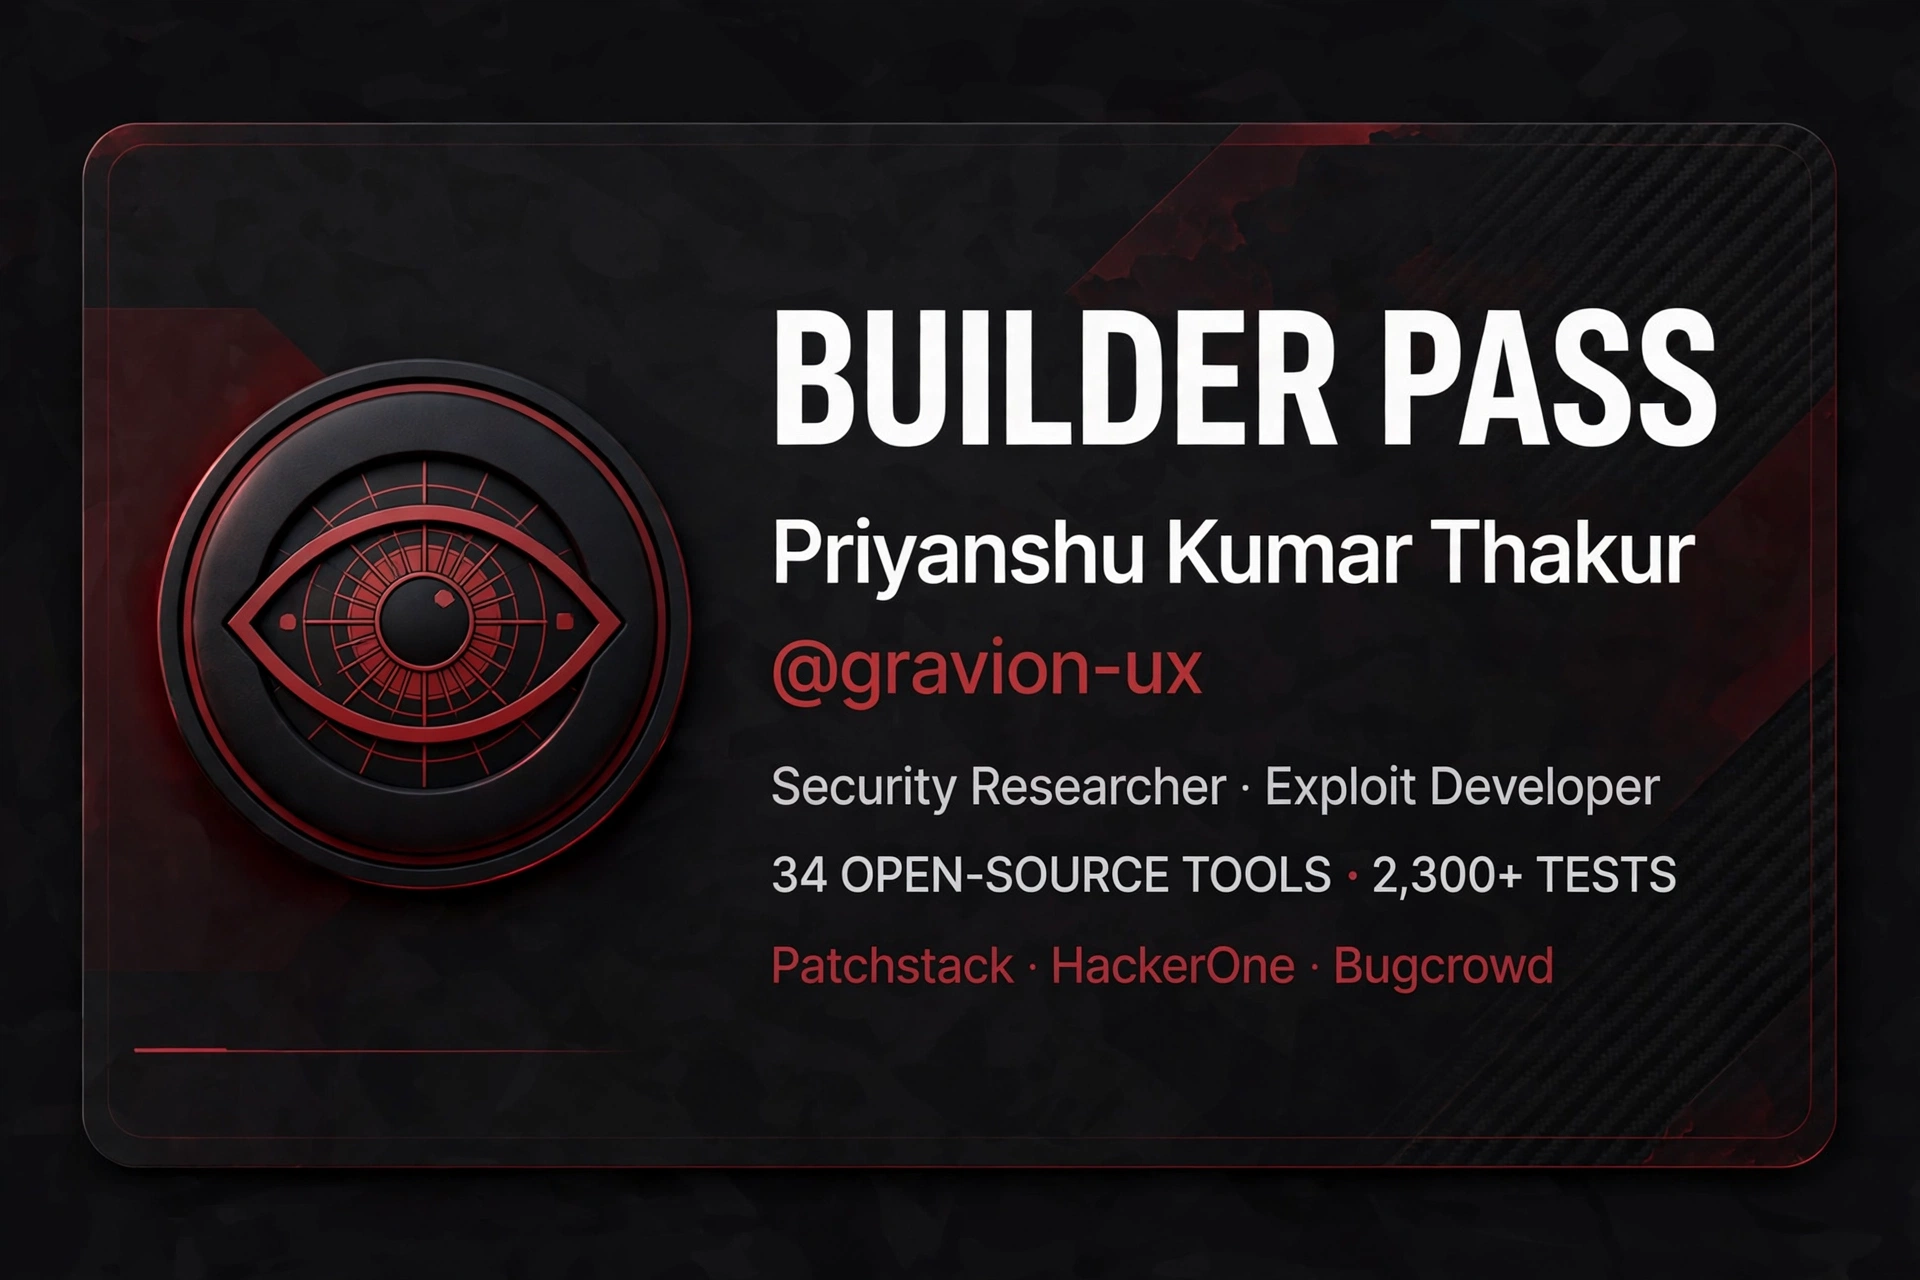 BUILDER PASS
Priyanshu Kumar Thakur
@gravion-ux
Security Researcher · Exploit Developer
34 OPEN-SOURCE TOOLS · 2,300+ TESTS
Patchstack · HackerOne · Bugcrowd